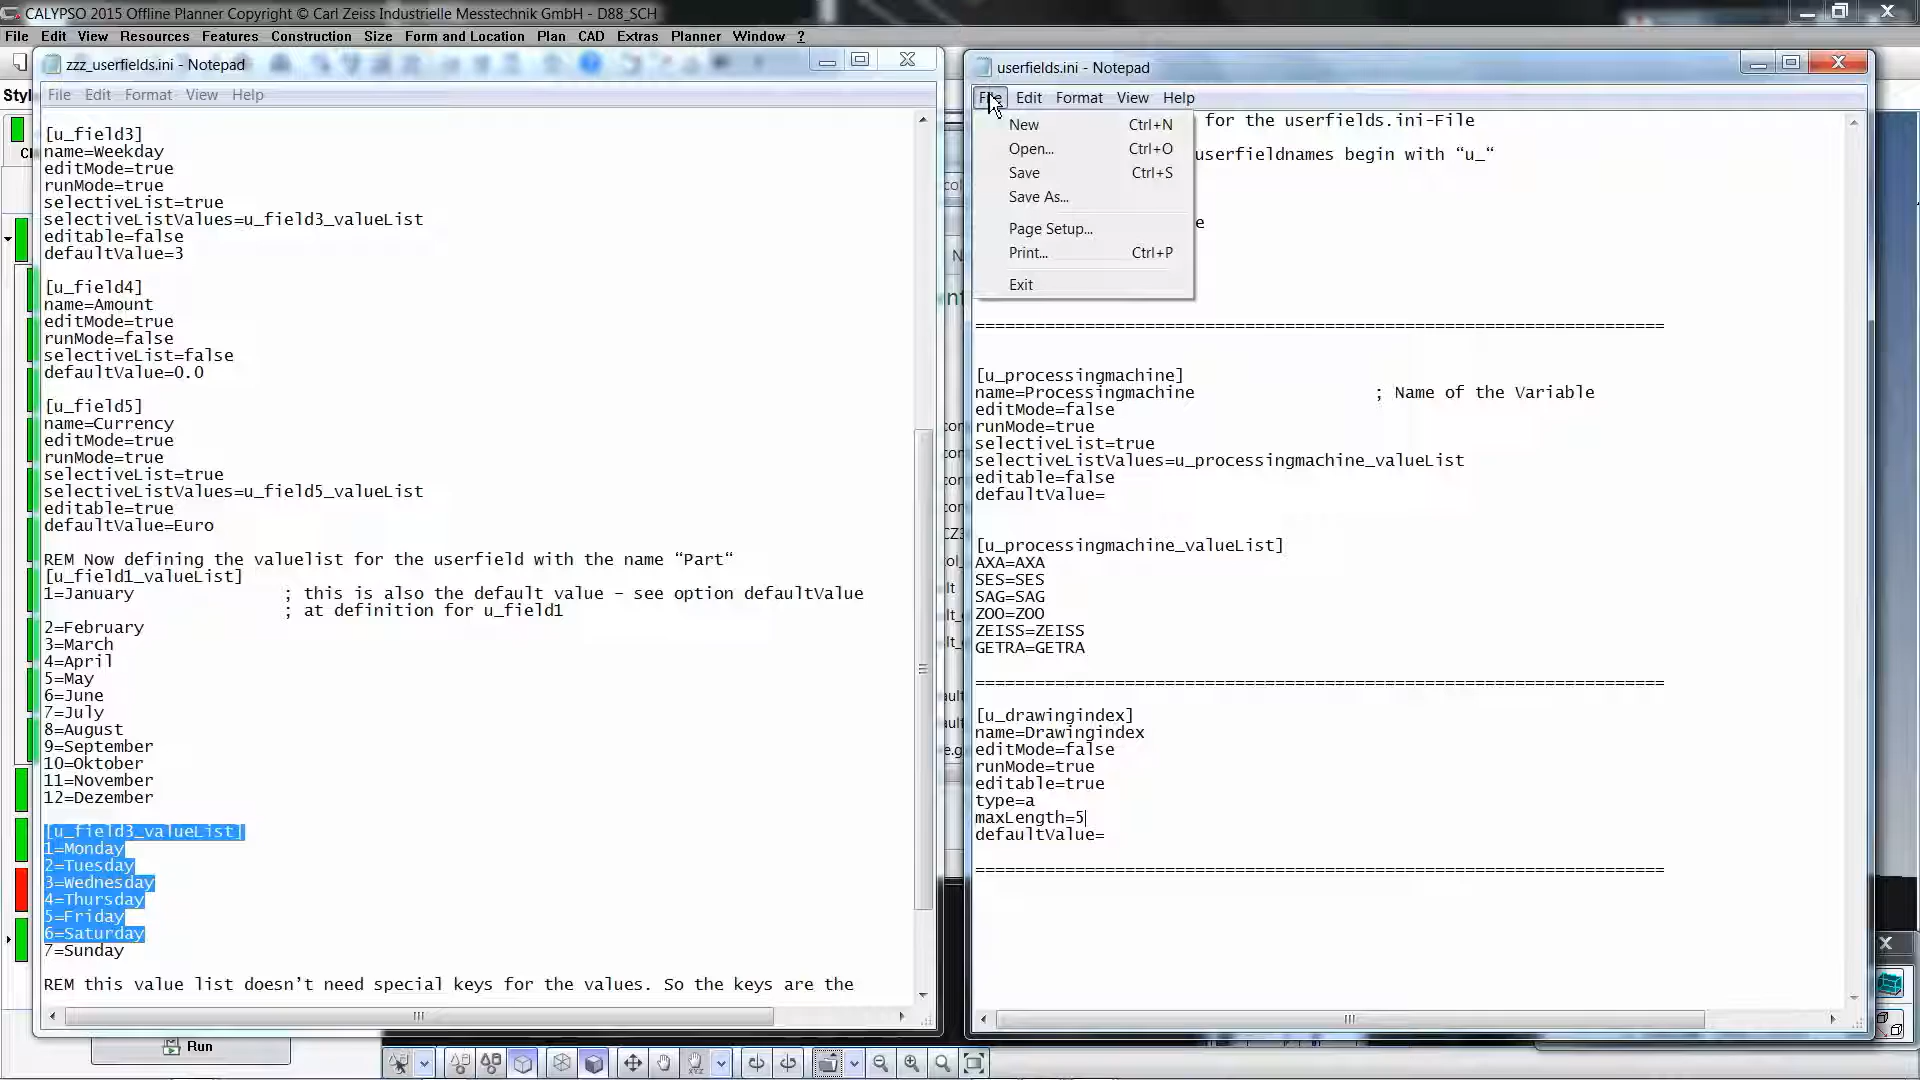 CALYPSO 2015 Offline Planner Copyright © Carl Zeiss Industrielle Messtechnik GmbH - D88_SCH
File Edit View Resources Features Construction Size Form and Location Plan CAD Extras Planner Window ?
zzz_userfields.ini - Notepad
File Edit Format View Help
[u_field3]
name=Weekday
editMode=true
runMode=true
selectiveList=true
selectiveListValues=u_field3_valueList
editable=false
defaultValue=3
[u_field4]
name=Amount
editMode=true
runMode=false
selectiveList=false
defaultValue=0.0
[u_field5]
name=Currency
editMode=true
runMode=true
selectiveList=true
selectiveListValues=u_field5_valueList
editable=true
defaultValue=Euro
REM Now defining the valuelist for the userfield with the name “Part“
[u_field1_valueList]
1=January ; this is also the default value – see option defaultValue
; at definition for u_field1
2=February
3=March
4=April
5=May
6=June
7=July
8=August
9=September
10=Oktober
11=November
12=Dezember
[u_field3_valueList]
1=Monday
2=Tuesday
3=Wednesday
4=Thursday
5=Friday
6=Saturday
7=Sunday
REM this value list doesn’t need special keys for the values. So the keys are the
Run
userfields.ini - Notepad
File Edit Format View Help
New Ctrl+N
Open... Ctrl+O
Save Ctrl+S
Save As...
Page Setup...
Print... Ctrl+P
Exit
for the userfields.ini-File
userfieldnames begin with “u_“
e
=====================================================================
[u_processingmachine]
name=Processingmachine ; Name of the Variable
editMode=false
runMode=true
selectiveList=true
selectiveListValues=u_processingmachine_valueList
editable=false
defaultValue=
[u_processingmachine_valueList]
AXA=AXA
SES=SES
SAG=SAG
ZOO=ZOO
ZEISS=ZEISS
GETRA=GETRA
=====================================================================
[u_drawingindex]
name=Drawingindex
editMode=false
runMode=true
editable=true
type=a
maxLength=5
defaultValue=
=====================================================================